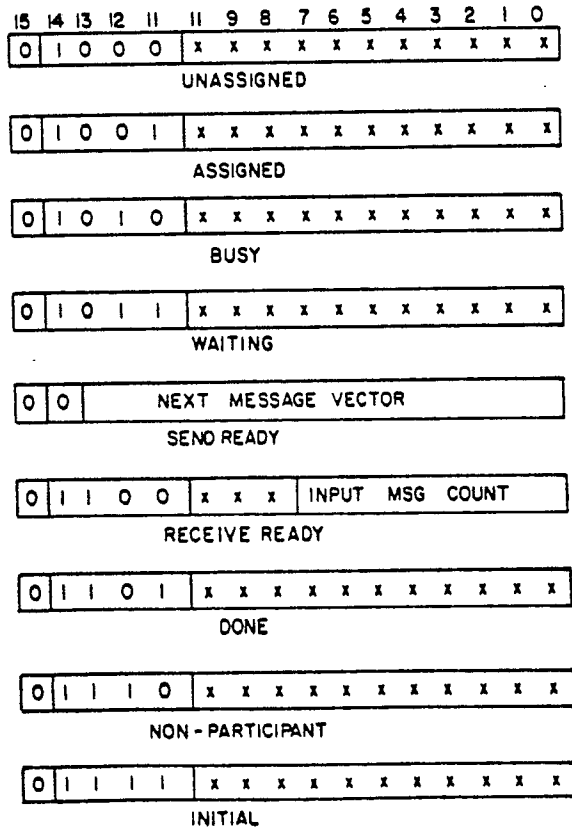 15 14 13 12 11 11 9 8 7 6 5 4 3 2 1 0
0 1 0 0 0 x x x x x x x x x x x
UNASSIGNED
0 1 0 0 1 x x x x x x x x x x x
ASSIGNED
0 1 0 1 0 x x x x x x x x x x x
BUSY
0 1 0 1 1 x x x x x x x x x x x
WAITING
0 0 NEXT MESSAGE VECTOR
SEND READY
0 1 1 0 0 x x x INPUT MSG COUNT
RECEIVE READY
0 1 1 0 1 x x x x x x x x x x x
DONE
0 1 1 1 0 x x x x x x x x x x x
NON-PARTICIPANT
0 1 1 1 1 x x x x x x x x x x x
INITIAL